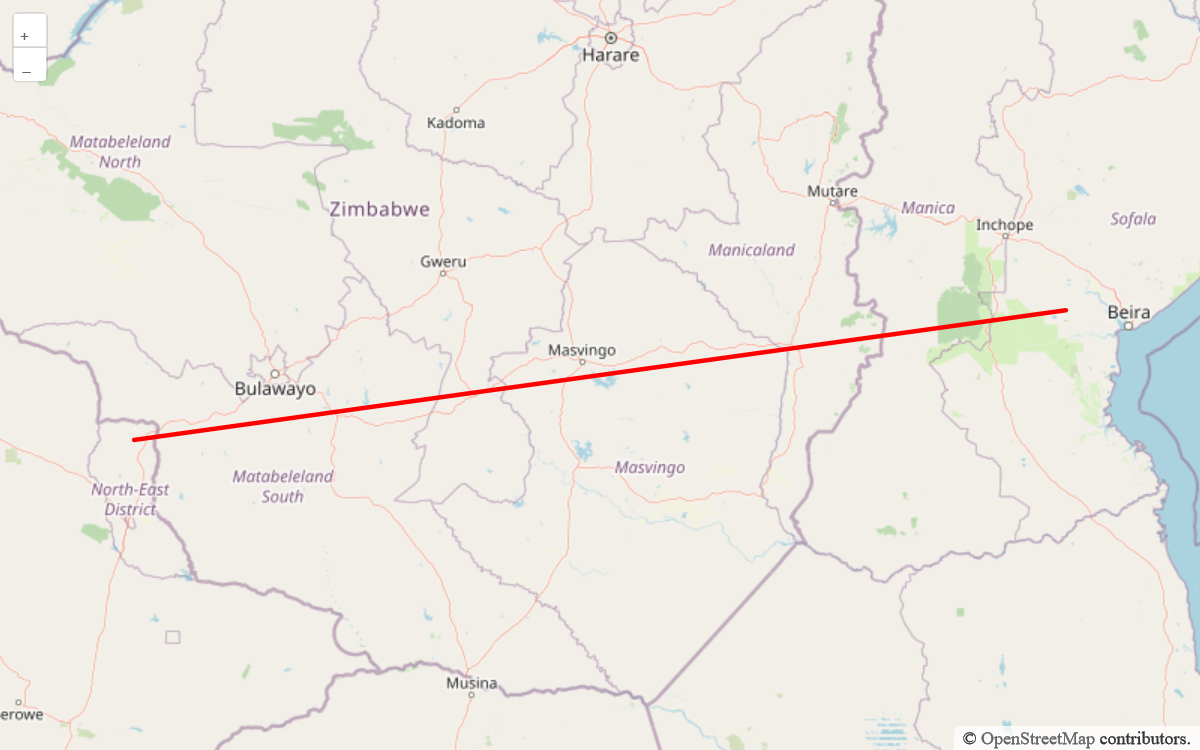 +
–
Harare
Kadoma
Matabeleland
North
Mutare
Zimbabwe
Manica
Sofala
Inchope
Manicaland
Gweru
Beira
Masvingo
Bulawayo
Masvingo
Matabeleland
South
North-East
District
Musina
erowe
© OpenStreetMap contributors.